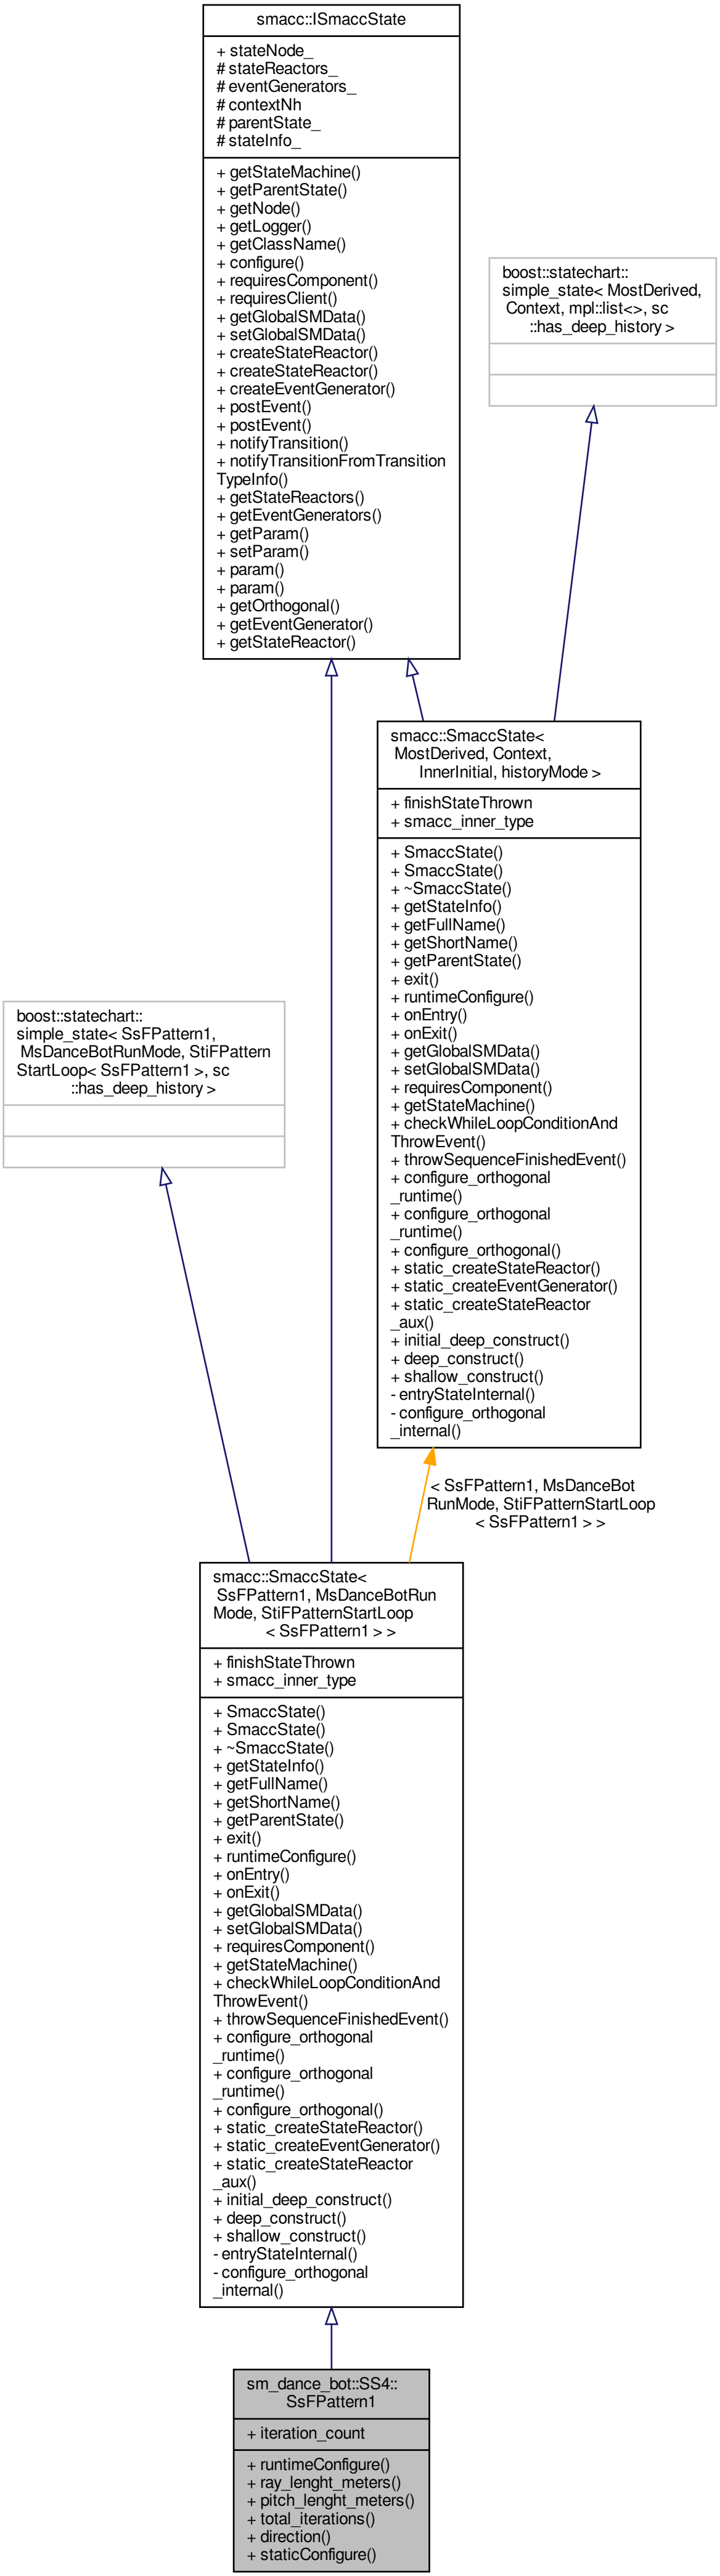 smacc::ISmaccState
+ stateNode_
# stateReactors_
# eventGenerators_
# contextNh
# parentState_
# stateInfo_
+ getStateMachine()
+ getParentState()
+ getNode()
+ getLogger()
+ getClassName()
+ configure()
+ requiresComponent()
+ requiresClient()
+ getGlobalSMData()
+ setGlobalSMData()
+ createStateReactor()
+ createStateReactor()
+ createEventGenerator()
+ postEvent()
+ postEvent()
+ notifyTransition()
+ notifyTransitionFromTransition
TypeInfo()
+ getStateReactors()
+ getEventGenerators()
+ getParam()
+ setParam()
+ param()
+ param()
+ getOrthogonal()
+ getEventGenerator()
+ getStateReactor()
boost::statechart::
simple_state< MostDerived,
Context, mpl::list<>, sc
::has_deep_history >
smacc::SmaccState<
MostDerived, Context,
InnerInitial, historyMode >
+ finishStateThrown
+ smacc_inner_type
+ SmaccState()
+ SmaccState()
+ ~SmaccState()
+ getStateInfo()
+ getFullName()
+ getShortName()
+ getParentState()
+ exit()
+ runtimeConfigure()
+ onEntry()
+ onExit()
+ getGlobalSMData()
+ setGlobalSMData()
+ requiresComponent()
+ getStateMachine()
+ checkWhileLoopConditionAnd
ThrowEvent()
+ throwSequenceFinishedEvent()
+ configure_orthogonal
_runtime()
+ configure_orthogonal
_runtime()
+ configure_orthogonal()
+ static_createStateReactor()
+ static_createEventGenerator()
+ static_createStateReactor
_aux()
+ initial_deep_construct()
+ deep_construct()
+ shallow_construct()
- entryStateInternal()
- configure_orthogonal
_internal()
boost::statechart::
simple_state< SsFPattern1,
MsDanceBotRunMode, StiFPattern
StartLoop< SsFPattern1 >, sc
::has_deep_history >
< SsFPattern1, MsDanceBot
RunMode, StiFPatternStartLoop
< SsFPattern1 > >
smacc::SmaccState<
SsFPattern1, MsDanceBotRun
Mode, StiFPatternStartLoop
< SsFPattern1 > >
+ finishStateThrown
+ smacc_inner_type
+ SmaccState()
+ SmaccState()
+ ~SmaccState()
+ getStateInfo()
+ getFullName()
+ getShortName()
+ getParentState()
+ exit()
+ runtimeConfigure()
+ onEntry()
+ onExit()
+ getGlobalSMData()
+ setGlobalSMData()
+ requiresComponent()
+ getStateMachine()
+ checkWhileLoopConditionAnd
ThrowEvent()
+ throwSequenceFinishedEvent()
+ configure_orthogonal
_runtime()
+ configure_orthogonal
_runtime()
+ configure_orthogonal()
+ static_createStateReactor()
+ static_createEventGenerator()
+ static_createStateReactor
_aux()
+ initial_deep_construct()
+ deep_construct()
+ shallow_construct()
- entryStateInternal()
- configure_orthogonal
_internal()
sm_dance_bot::SS4::
SsFPattern1
+ iteration_count
+ runtimeConfigure()
+ ray_lenght_meters()
+ pitch_lenght_meters()
+ total_iterations()
+ direction()
+ staticConfigure()